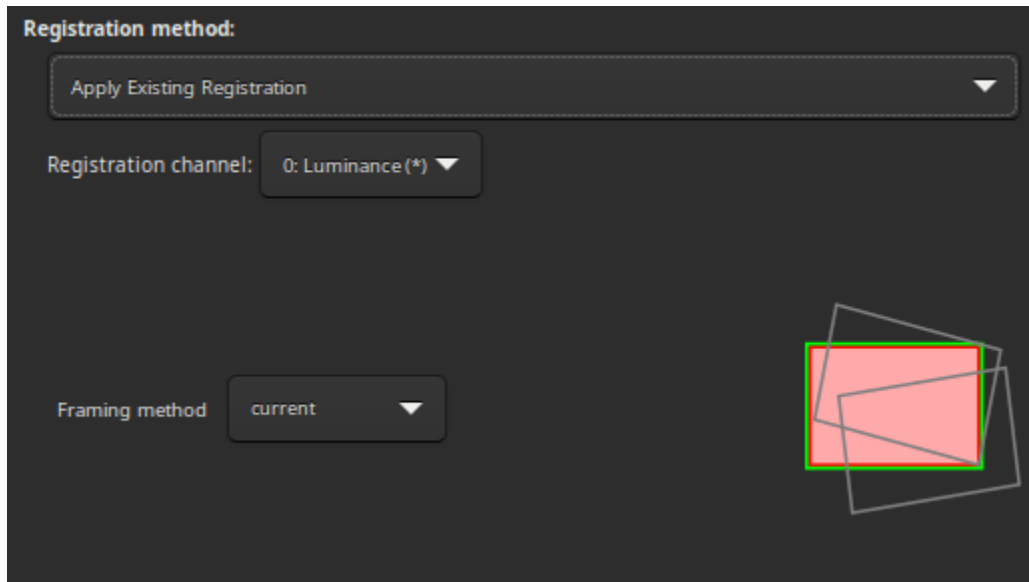 Registration method:
Apply Existing Registration
Registration channel: 0: Luminance (*)
Framing method current